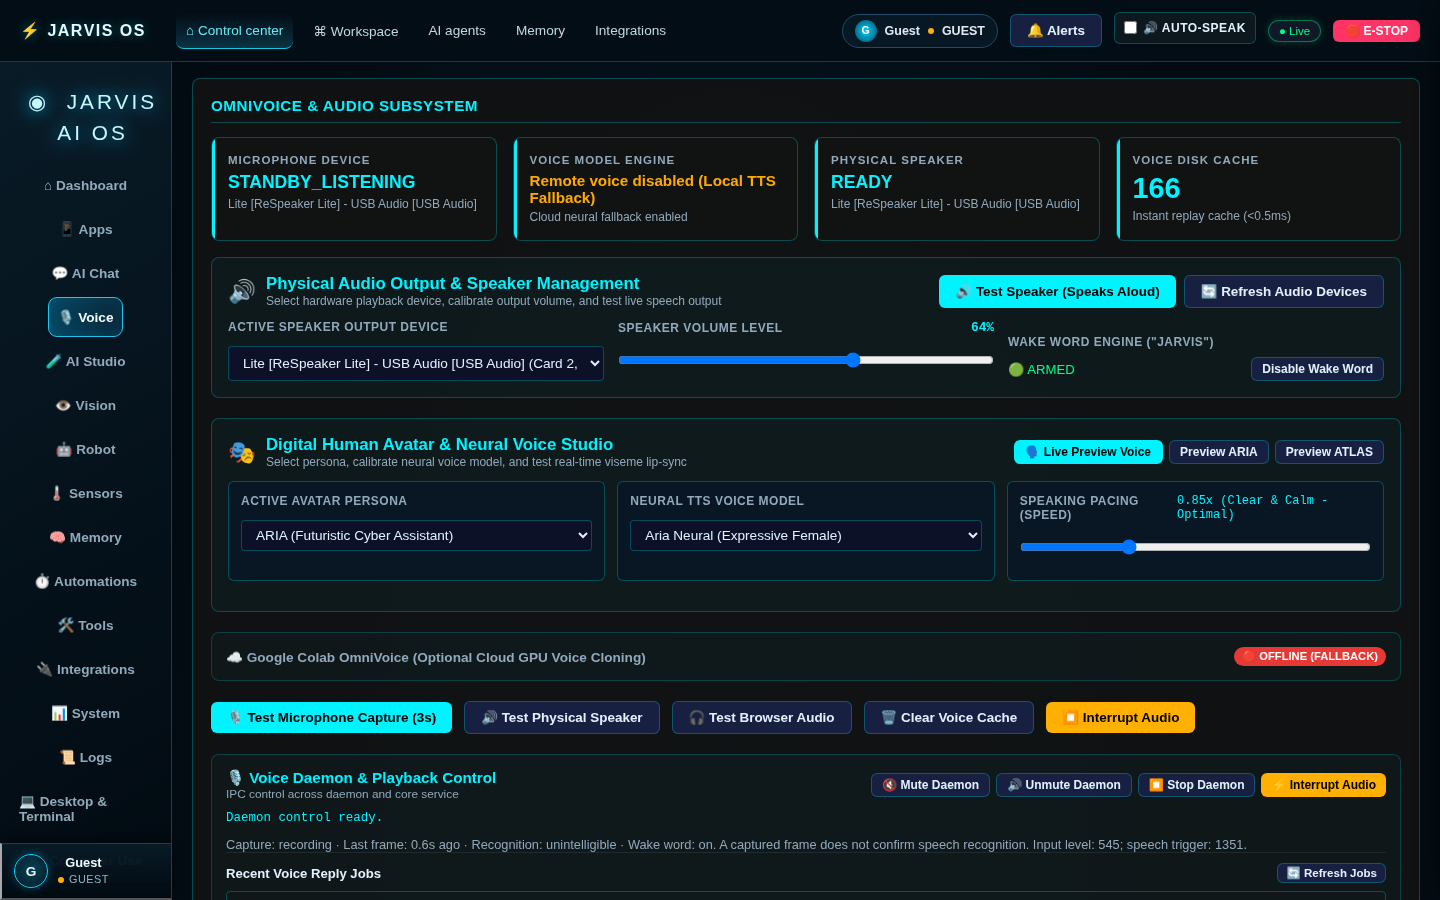 ⚡ JARVIS OS
⌂ Control center
⌘ Workspace
AI agents
Memory
Integrations
G Guest ● GUEST
🔔 Alerts
🔊 AUTO-SPEAK
● Live
🛑 E-STOP
◉ JARVIS
AI OS
⌂ Dashboard
📱 Apps
💬 AI Chat
🎙️ Voice
🧪 AI Studio
👁️ Vision
🤖 Robot
🌡️ Sensors
🧠 Memory
⏱️ Automations
🛠️ Tools
🔌 Integrations
📊 System
📜 Logs
💻 Desktop &
Terminal
G
Guest
● GUEST
OMNIVOICE & AUDIO SUBSYSTEM
MICROPHONE DEVICE
STANDBY_LISTENING
Lite [ReSpeaker Lite] - USB Audio [USB Audio]
VOICE MODEL ENGINE
Remote voice disabled (Local TTS
Fallback)
Cloud neural fallback enabled
PHYSICAL SPEAKER
READY
Lite [ReSpeaker Lite] - USB Audio [USB Audio]
VOICE DISK CACHE
166
Instant replay cache (<0.5ms)
🔊 Physical Audio Output & Speaker Management
Select hardware playback device, calibrate output volume, and test live speech output
🔊 Test Speaker (Speaks Aloud)
🔄 Refresh Audio Devices
ACTIVE SPEAKER OUTPUT DEVICE
Lite [ReSpeaker Lite] - USB Audio [USB Audio] (Card 2,
SPEAKER VOLUME LEVEL
64%
WAKE WORD ENGINE ("JARVIS")
🟢 ARMED
Disable Wake Word
🎭 Digital Human Avatar & Neural Voice Studio
Select persona, calibrate neural voice model, and test real-time viseme lip-sync
🗣️ Live Preview Voice
Preview ARIA
Preview ATLAS
ACTIVE AVATAR PERSONA
ARIA (Futuristic Cyber Assistant)
NEURAL TTS VOICE MODEL
Aria Neural (Expressive Female)
SPEAKING PACING
(SPEED)
0.85x (Clear & Calm -
Optimal)
☁️ Google Colab OmniVoice (Optional Cloud GPU Voice Cloning)
🔴 OFFLINE (FALLBACK)
🎙️ Test Microphone Capture (3s)
🔊 Test Physical Speaker
🎧 Test Browser Audio
🗑️ Clear Voice Cache
⏹️ Interrupt Audio
🎙️ Voice Daemon & Playback Control
IPC control across daemon and core service
🔇 Mute Daemon
🔊 Unmute Daemon
⏹️ Stop Daemon
⚡ Interrupt Audio
Daemon control ready.
Capture: recording · Last frame: 0.6s ago · Recognition: unintelligible · Wake word: on. A captured frame does not confirm speech recognition. Input level: 545; speech trigger: 1351.
Recent Voice Reply Jobs
🔄 Refresh Jobs